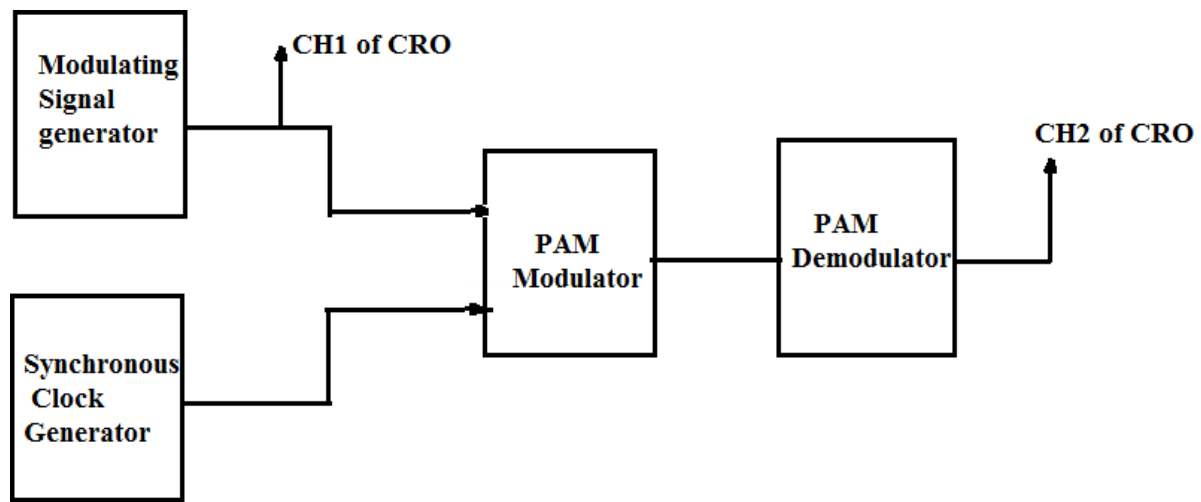 Modulating
Signal
generator
CH1 of CRO
CH2 of CRO
PAM
Modulator
PAM
Demodulator
Synchronous
Clock
Generator